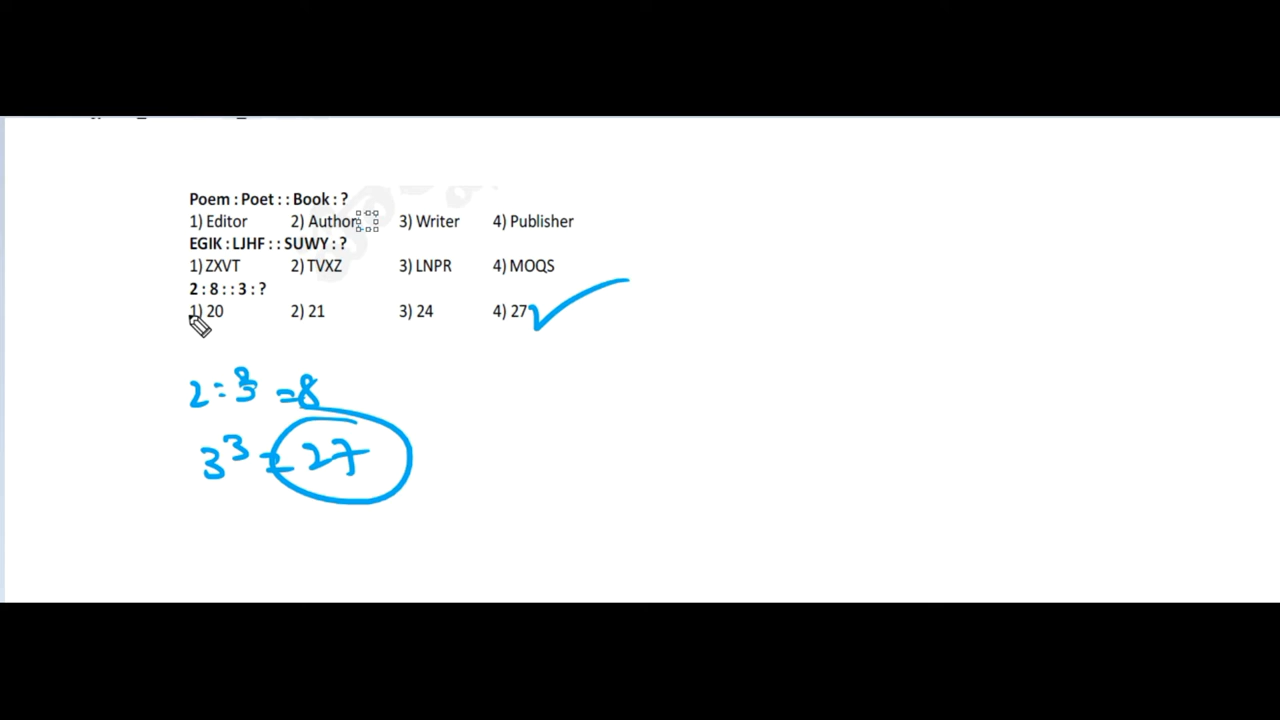 Poem : Poet : : Book : ?
1) Editor 2) Author 3) Writer 4) Publisher
EGIK : LJHF : : SUWY : ?
1) ZXVT 2) TVXZ 3) LNPR 4) MOQS
2 : 8 : : 3 : ?
1) 20 2) 21 3) 24 4) 27
2 = 8
3³ = 27